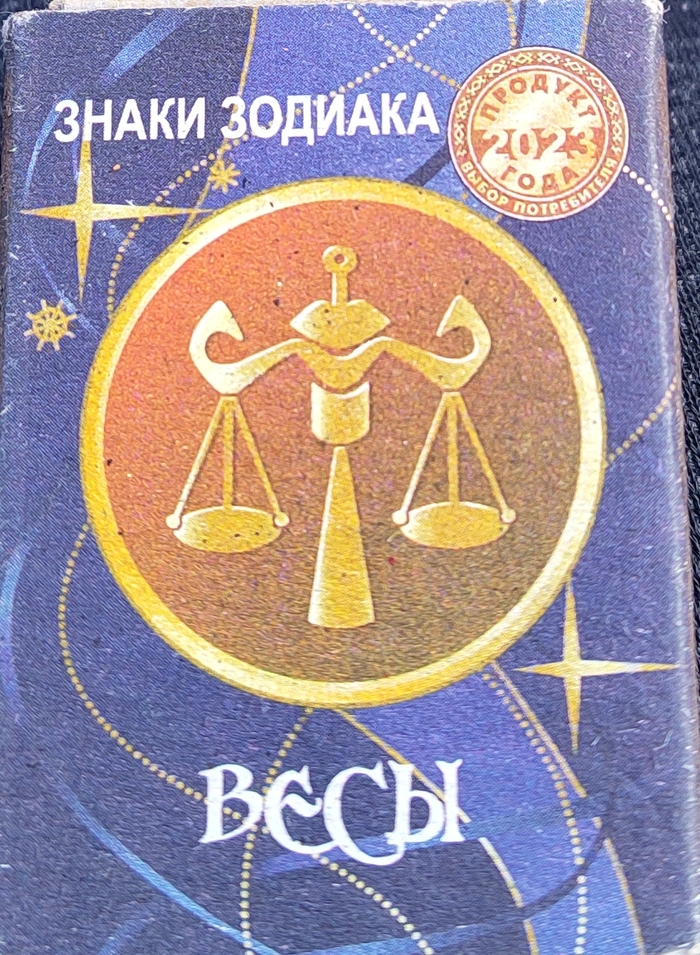 ЗНАКИ ЗОДИАКА
ПРОДУКТ
2023
ГОДА
ВЫБОР ПОТРЕБИТЕЛЯ
ВЕСЫ